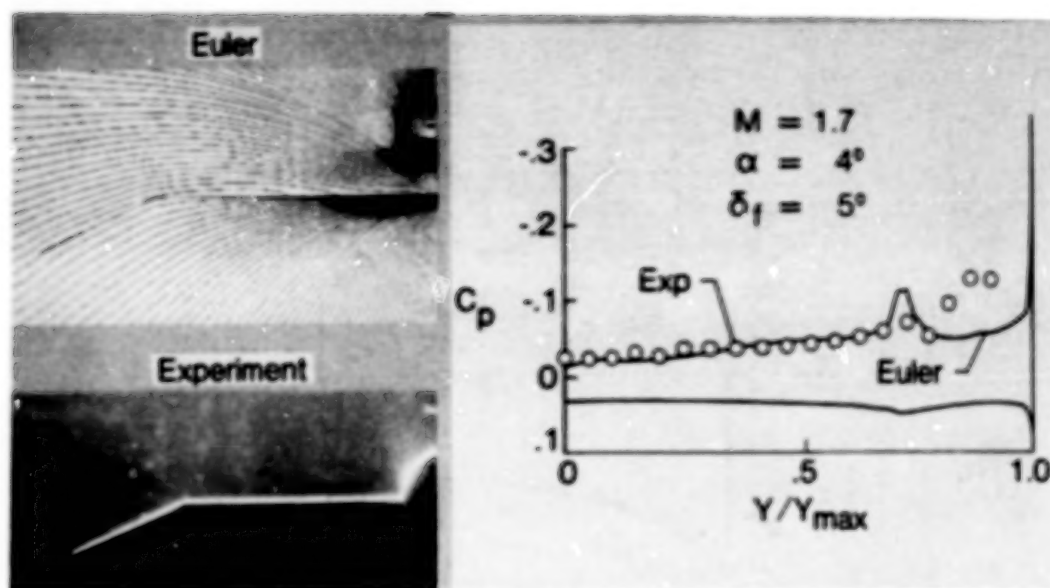 Euler
Experiment
M = 1.7
α = 4°
δf = 5°
-.3
-.2
-.1
0
.1
Cp
Exp
Euler
0
.5
1.0
Y/Ymax